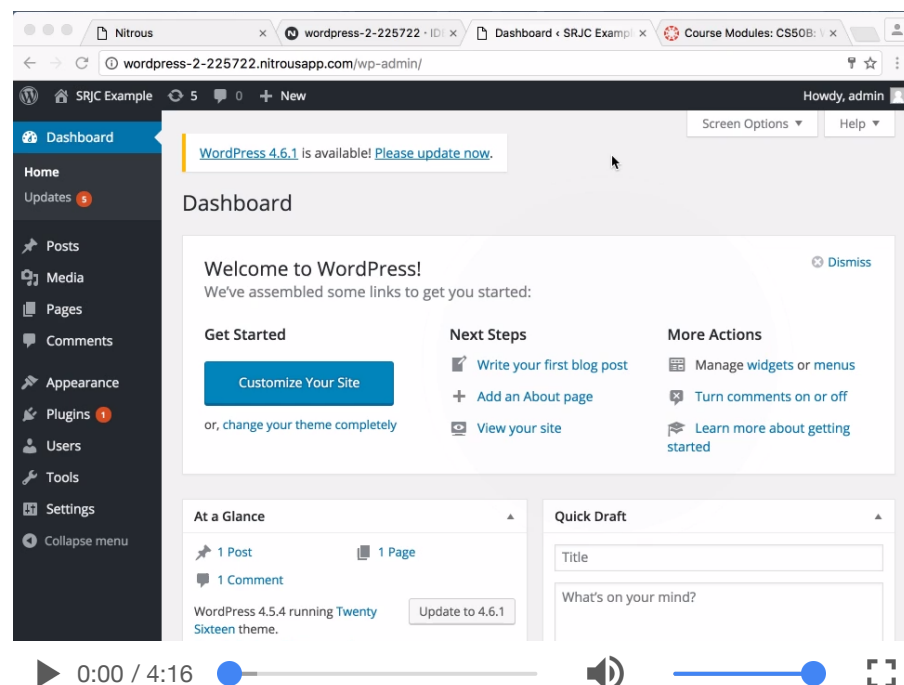 Nitrous
wordpress-2-225722 · IDE
Dashboard ‹ SRJC Exampl
Course Modules: CS50B:
wordpress-2-225722.nitrousapp.com/wp-admin/
SRJC Example 5 0 + New
Howdy, admin
Dashboard
Home
Updates 5
Posts
Media
Pages
Comments
Appearance
Plugins 1
Users
Tools
Settings
Collapse menu
Screen Options ▼
Help ▼
WordPress 4.6.1 is available! Please update now.
Dashboard
Welcome to WordPress!
Dismiss
We've assembled some links to get you started:
Get Started
Customize Your Site
or, change your theme completely
Next Steps
Write your first blog post
Add an About page
View your site
More Actions
Manage widgets or menus
Turn comments on or off
Learn more about getting
started
At a Glance
1 Post
1 Page
1 Comment
WordPress 4.5.4 running Twenty
Sixteen theme.
Update to 4.6.1
Quick Draft
Title
What's on your mind?
0:00 / 4:16